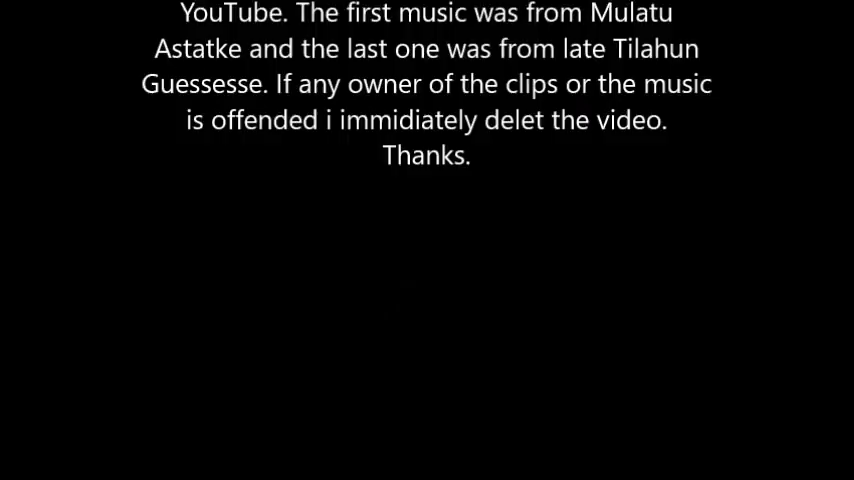 YouTube. The first music was from Mulatu
Astatke and the last one was from late Tilahun
Guessesse. If any owner of the clips or the music
is offended i immidiately delet the video.
Thanks.